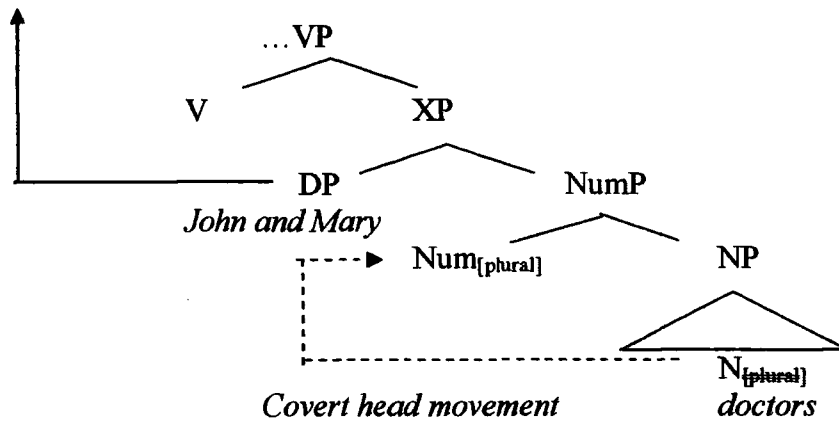 …VP
V XP
DP NumP
John and Mary
Num[plural] NP
N[plural]
Covert head movement doctors